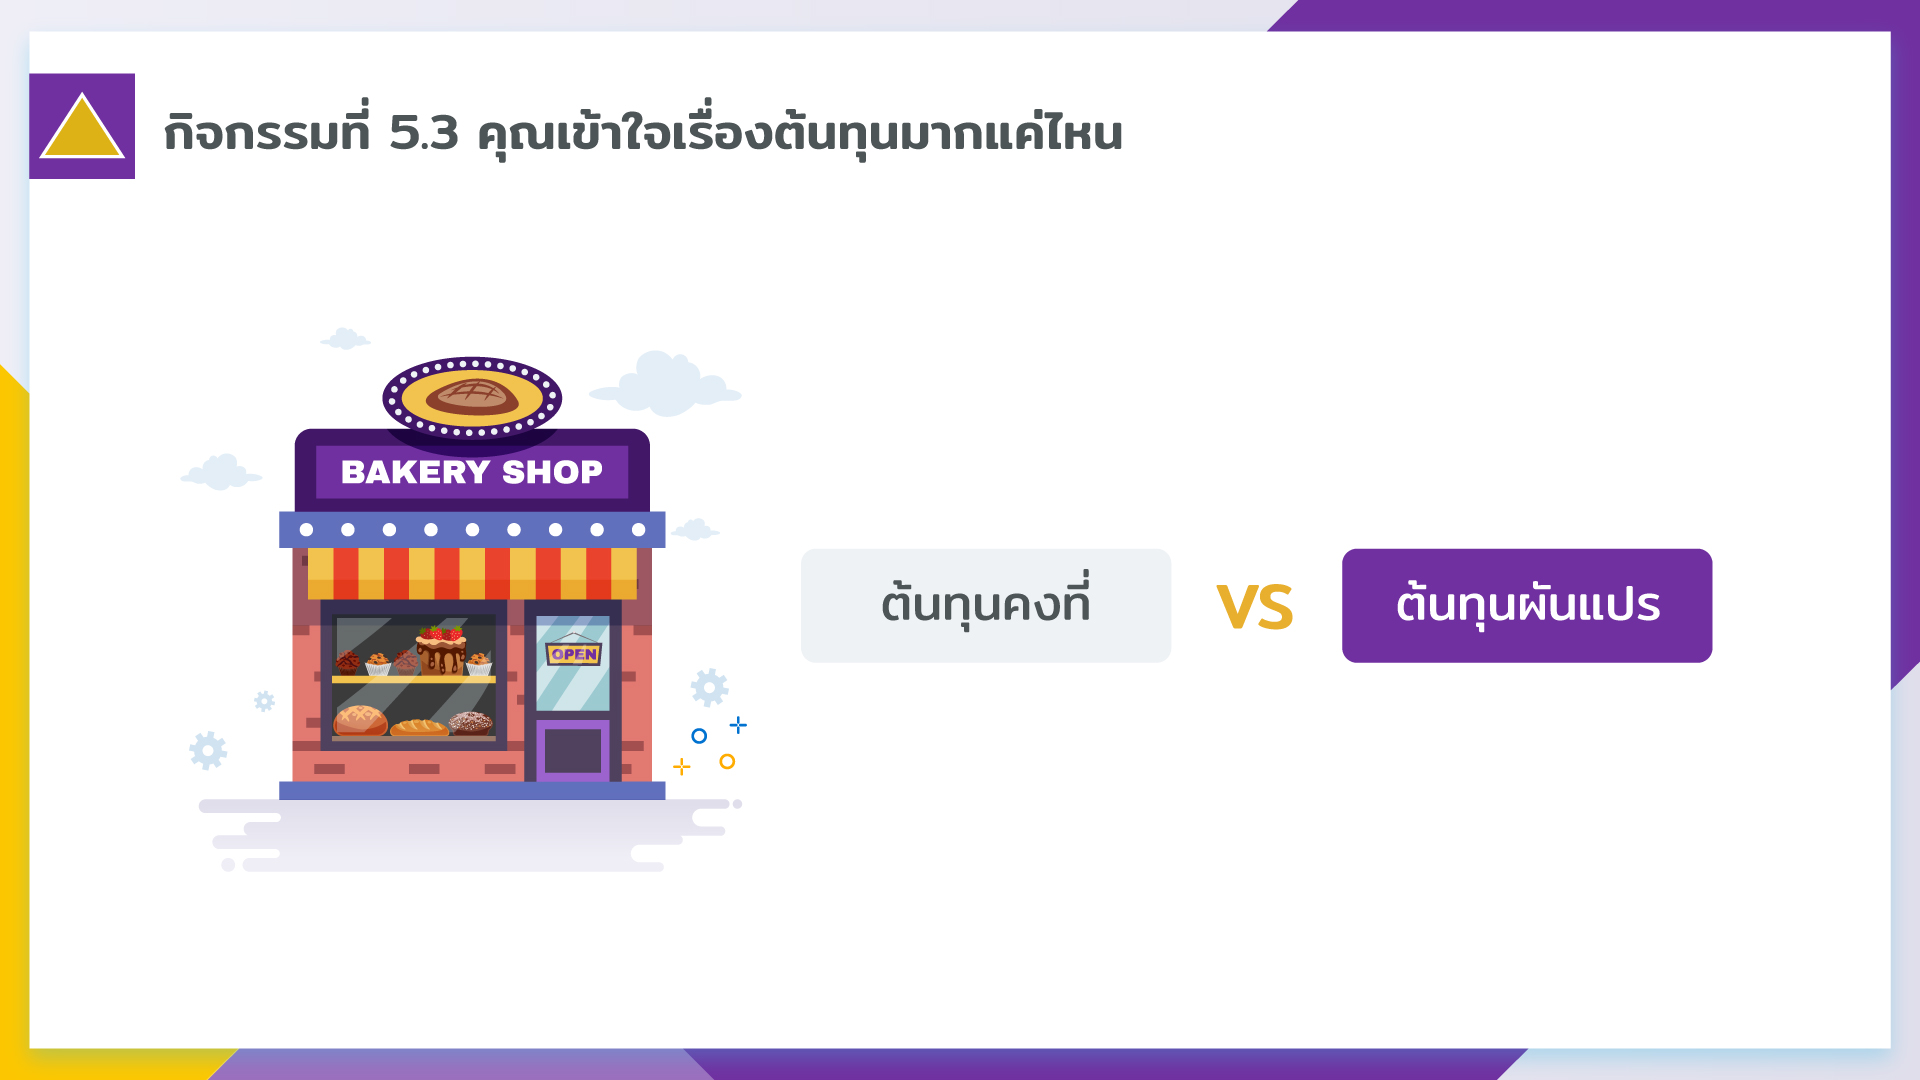 กิจกรรมที่ 5.3 คุณเข้าใจเรื่องต้นทุนมากแค่ไหน
BAKERY SHOP
OPEN
ต้นทุนคงที่ VS ต้นทุนผันแปร